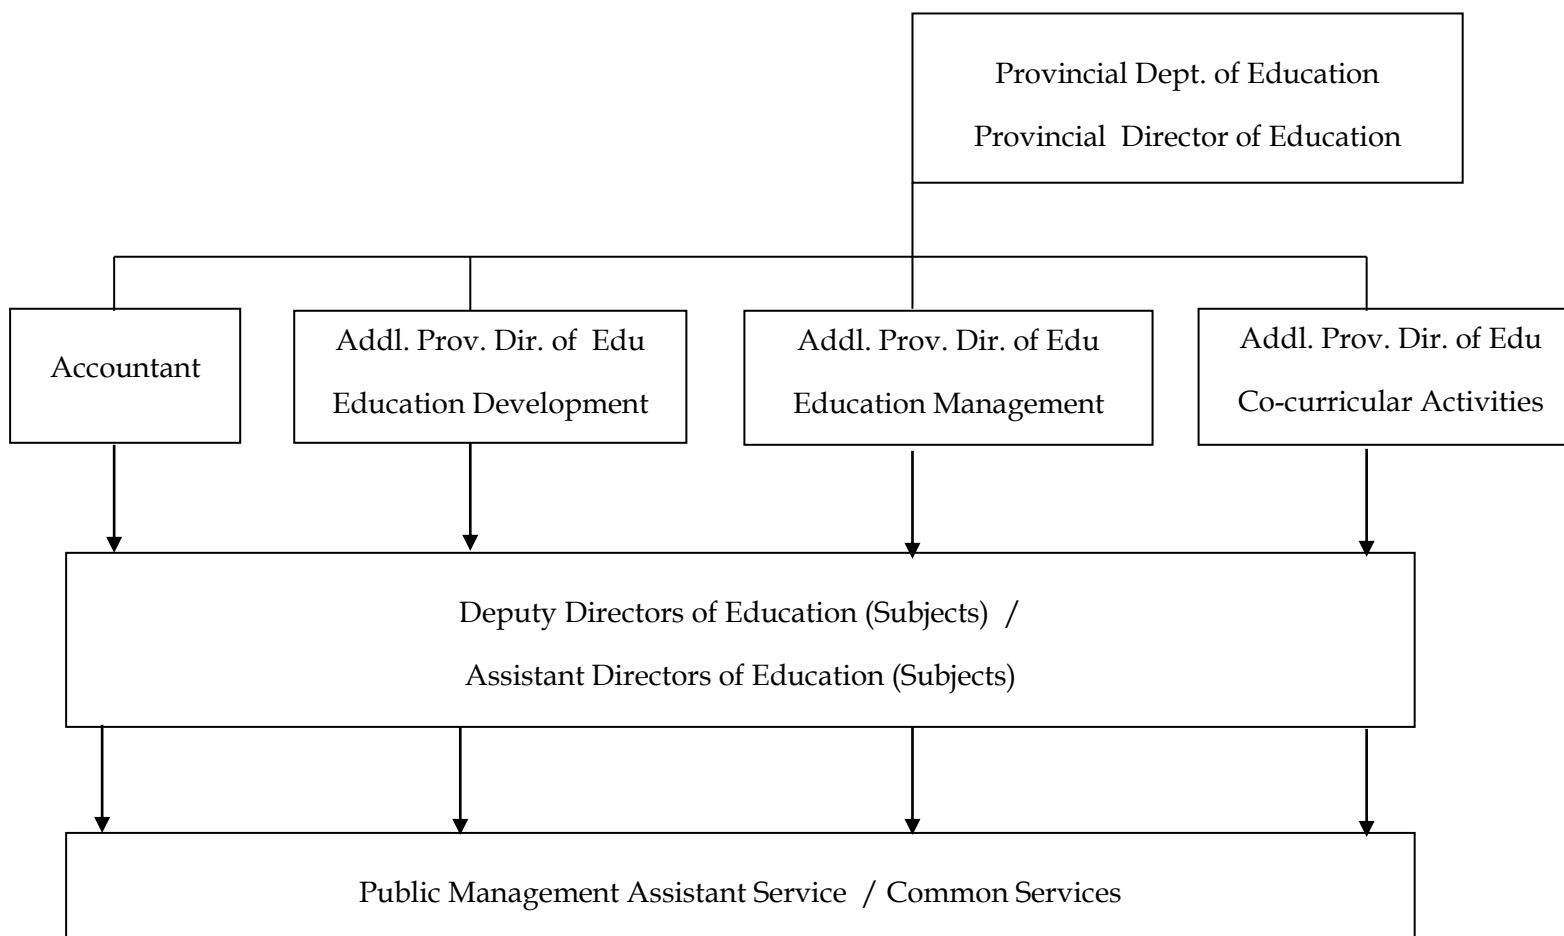 Provincial Dept. of Education
Provincial Director of Education
Accountant
Addl. Prov. Dir. of Edu
Education Development
Addl. Prov. Dir. of Edu
Education Management
Addl. Prov. Dir. of Edu
Co-curricular Activities
Deputy Directors of Education (Subjects) /
Assistant Directors of Education (Subjects)
Public Management Assistant Service / Common Services